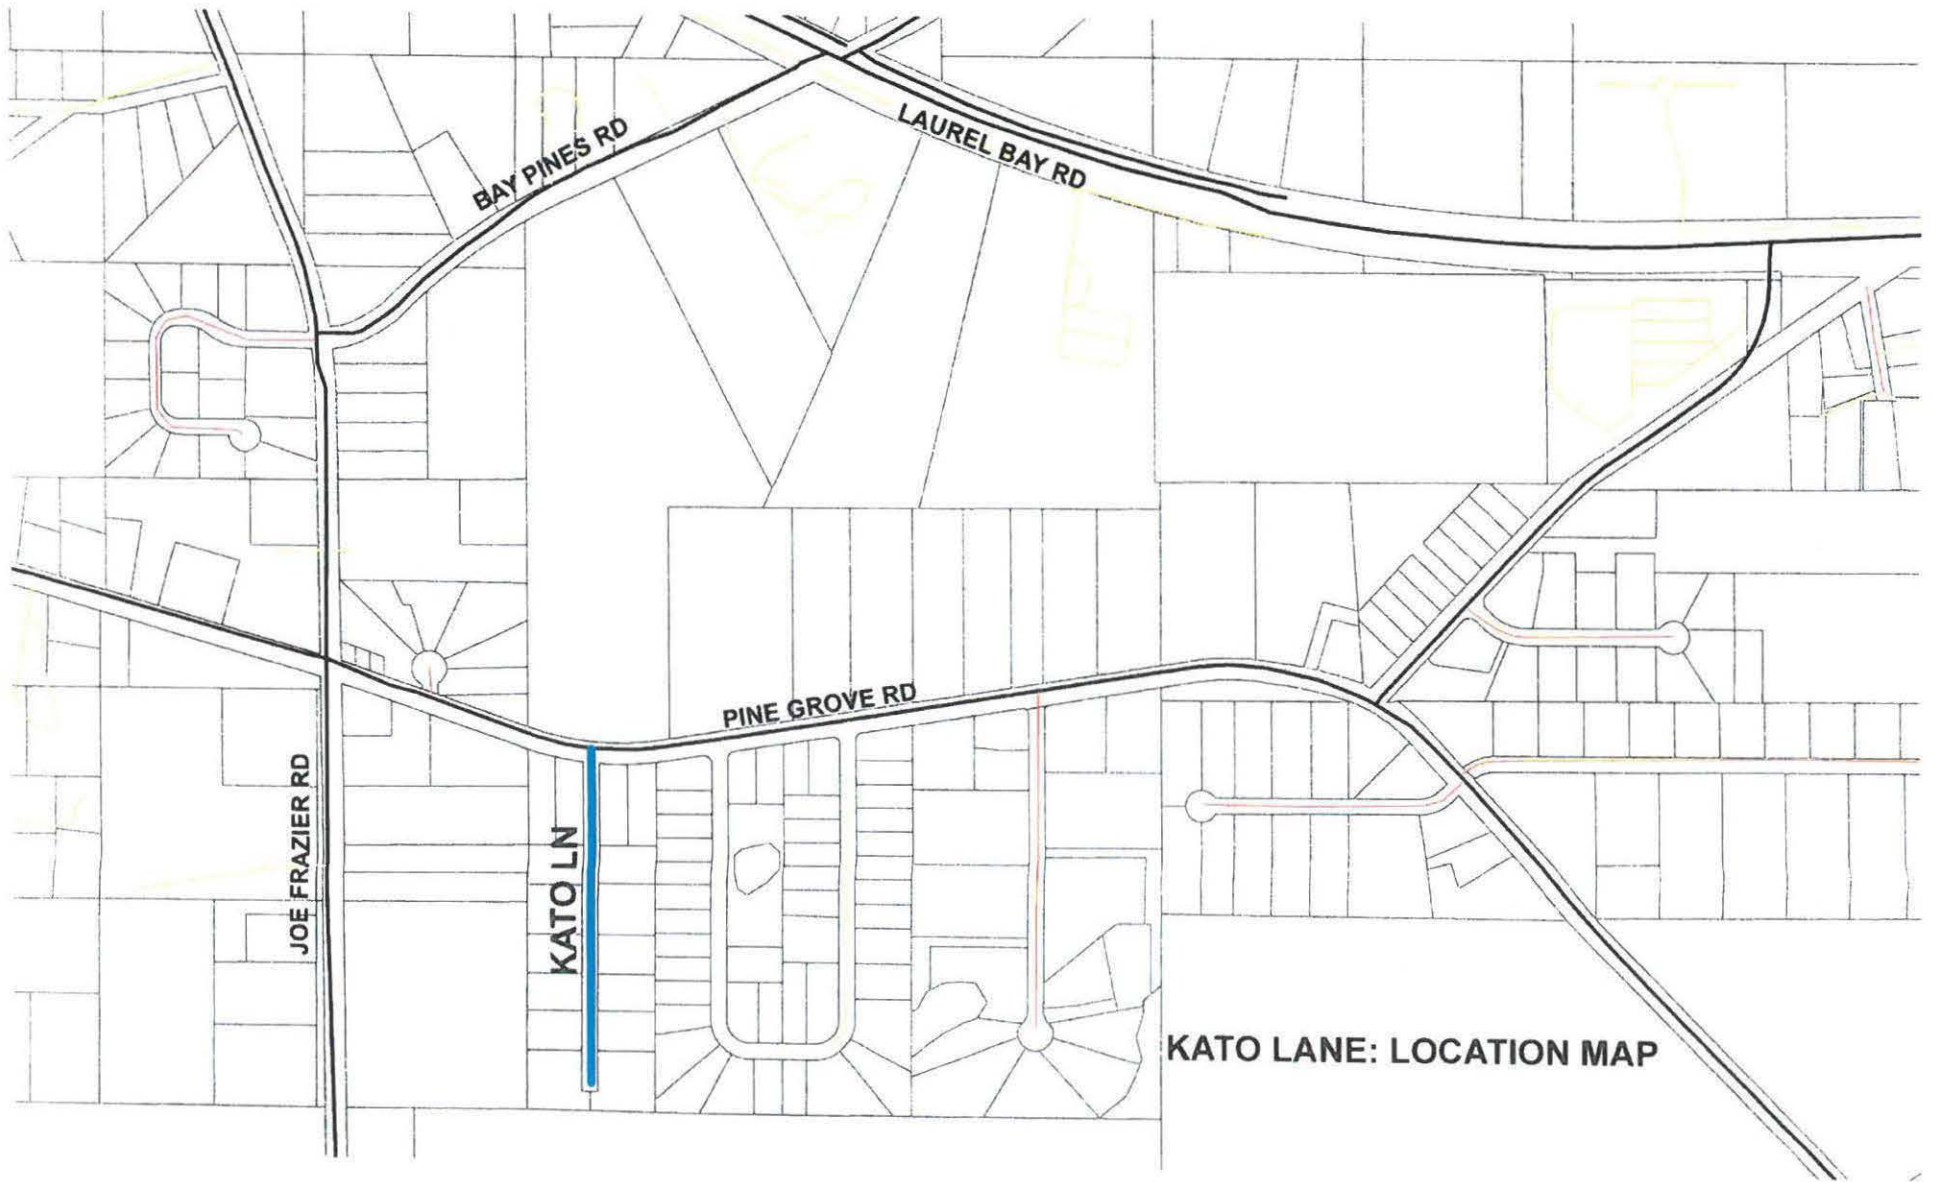 LAUREL BAY RD
BAY PINES RD
PINE GROVE RD
JOE FRAZIER RD
KATO LN
KATO LANE: LOCATION MAP